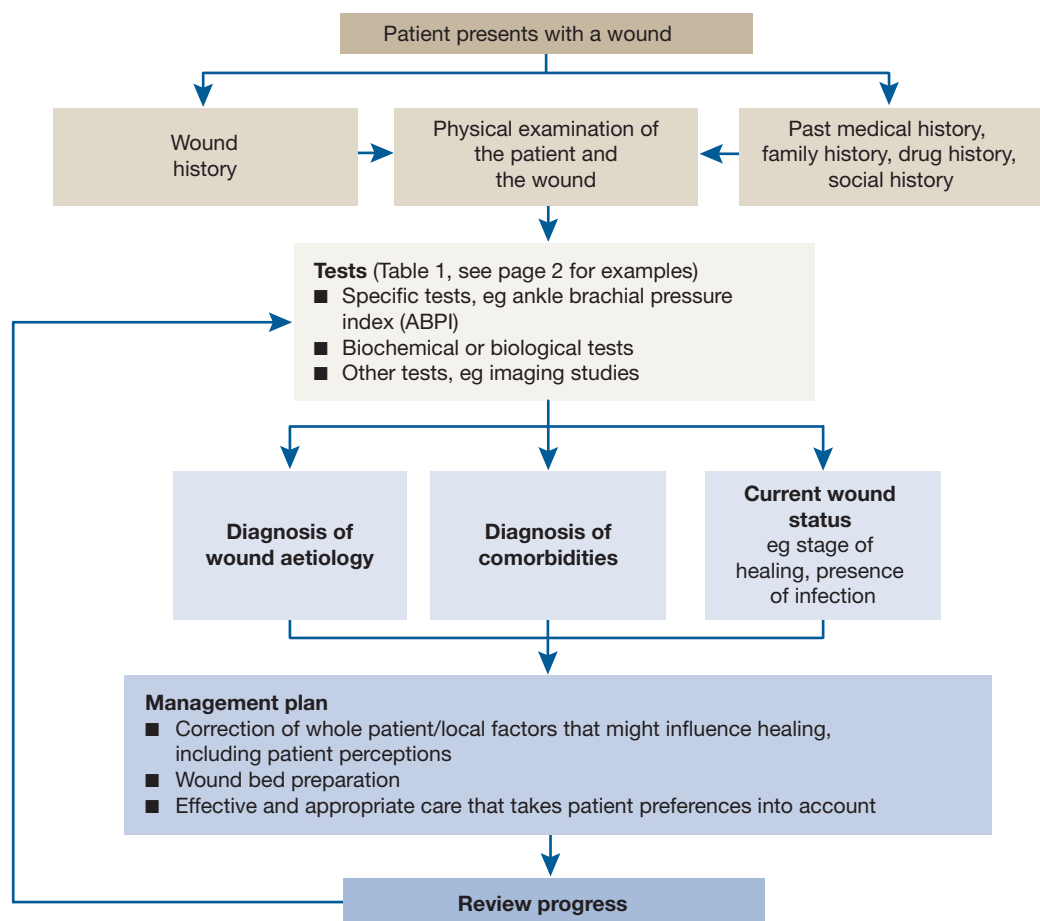 Patient presents with a wound
Wound
history
Physical examination of
the patient and
the wound
Past medical history,
family history, drug history,
social history
Tests (Table 1, see page 2 for examples)
■ Specific tests, eg ankle brachial pressure
index (ABPI)
■ Biochemical or biological tests
■ Other tests, eg imaging studies
Diagnosis of
wound aetiology
Diagnosis of
comorbidities
Current wound
status
eg stage of
healing, presence
of infection
Management plan
■ Correction of whole patient/local factors that might influence healing,
including patient perceptions
■ Wound bed preparation
■ Effective and appropriate care that takes patient preferences into account
Review progress